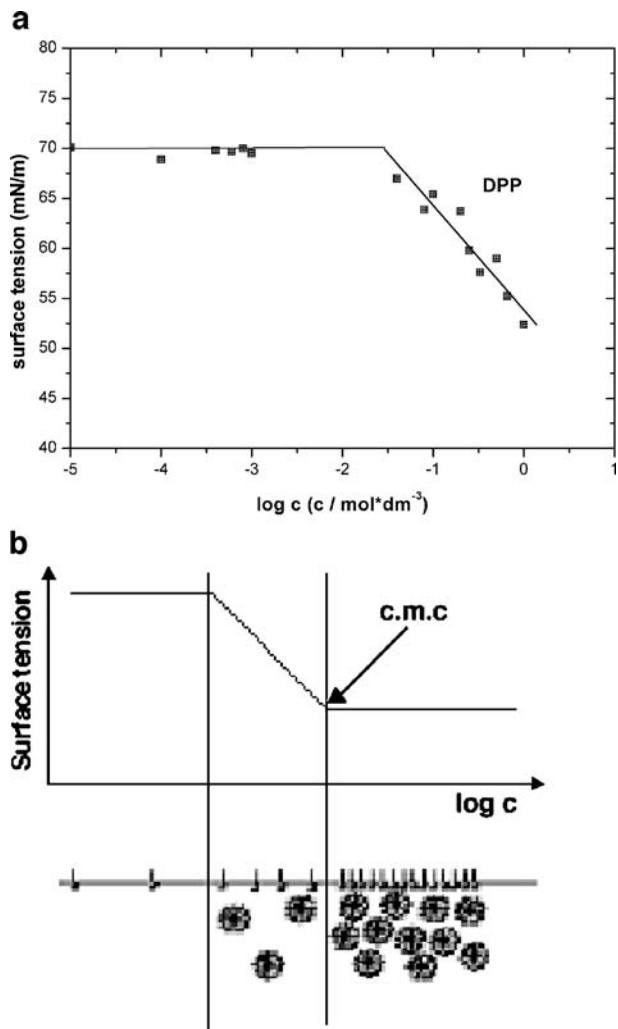 a
80
75
70
65
60
55
50
45
40
surface tension (mN/m)
DPP
-5 -4 -3 -2 -1 0 1
log c (c / mol*dm⁻³)
b
Surface tension
c.m.c
log c